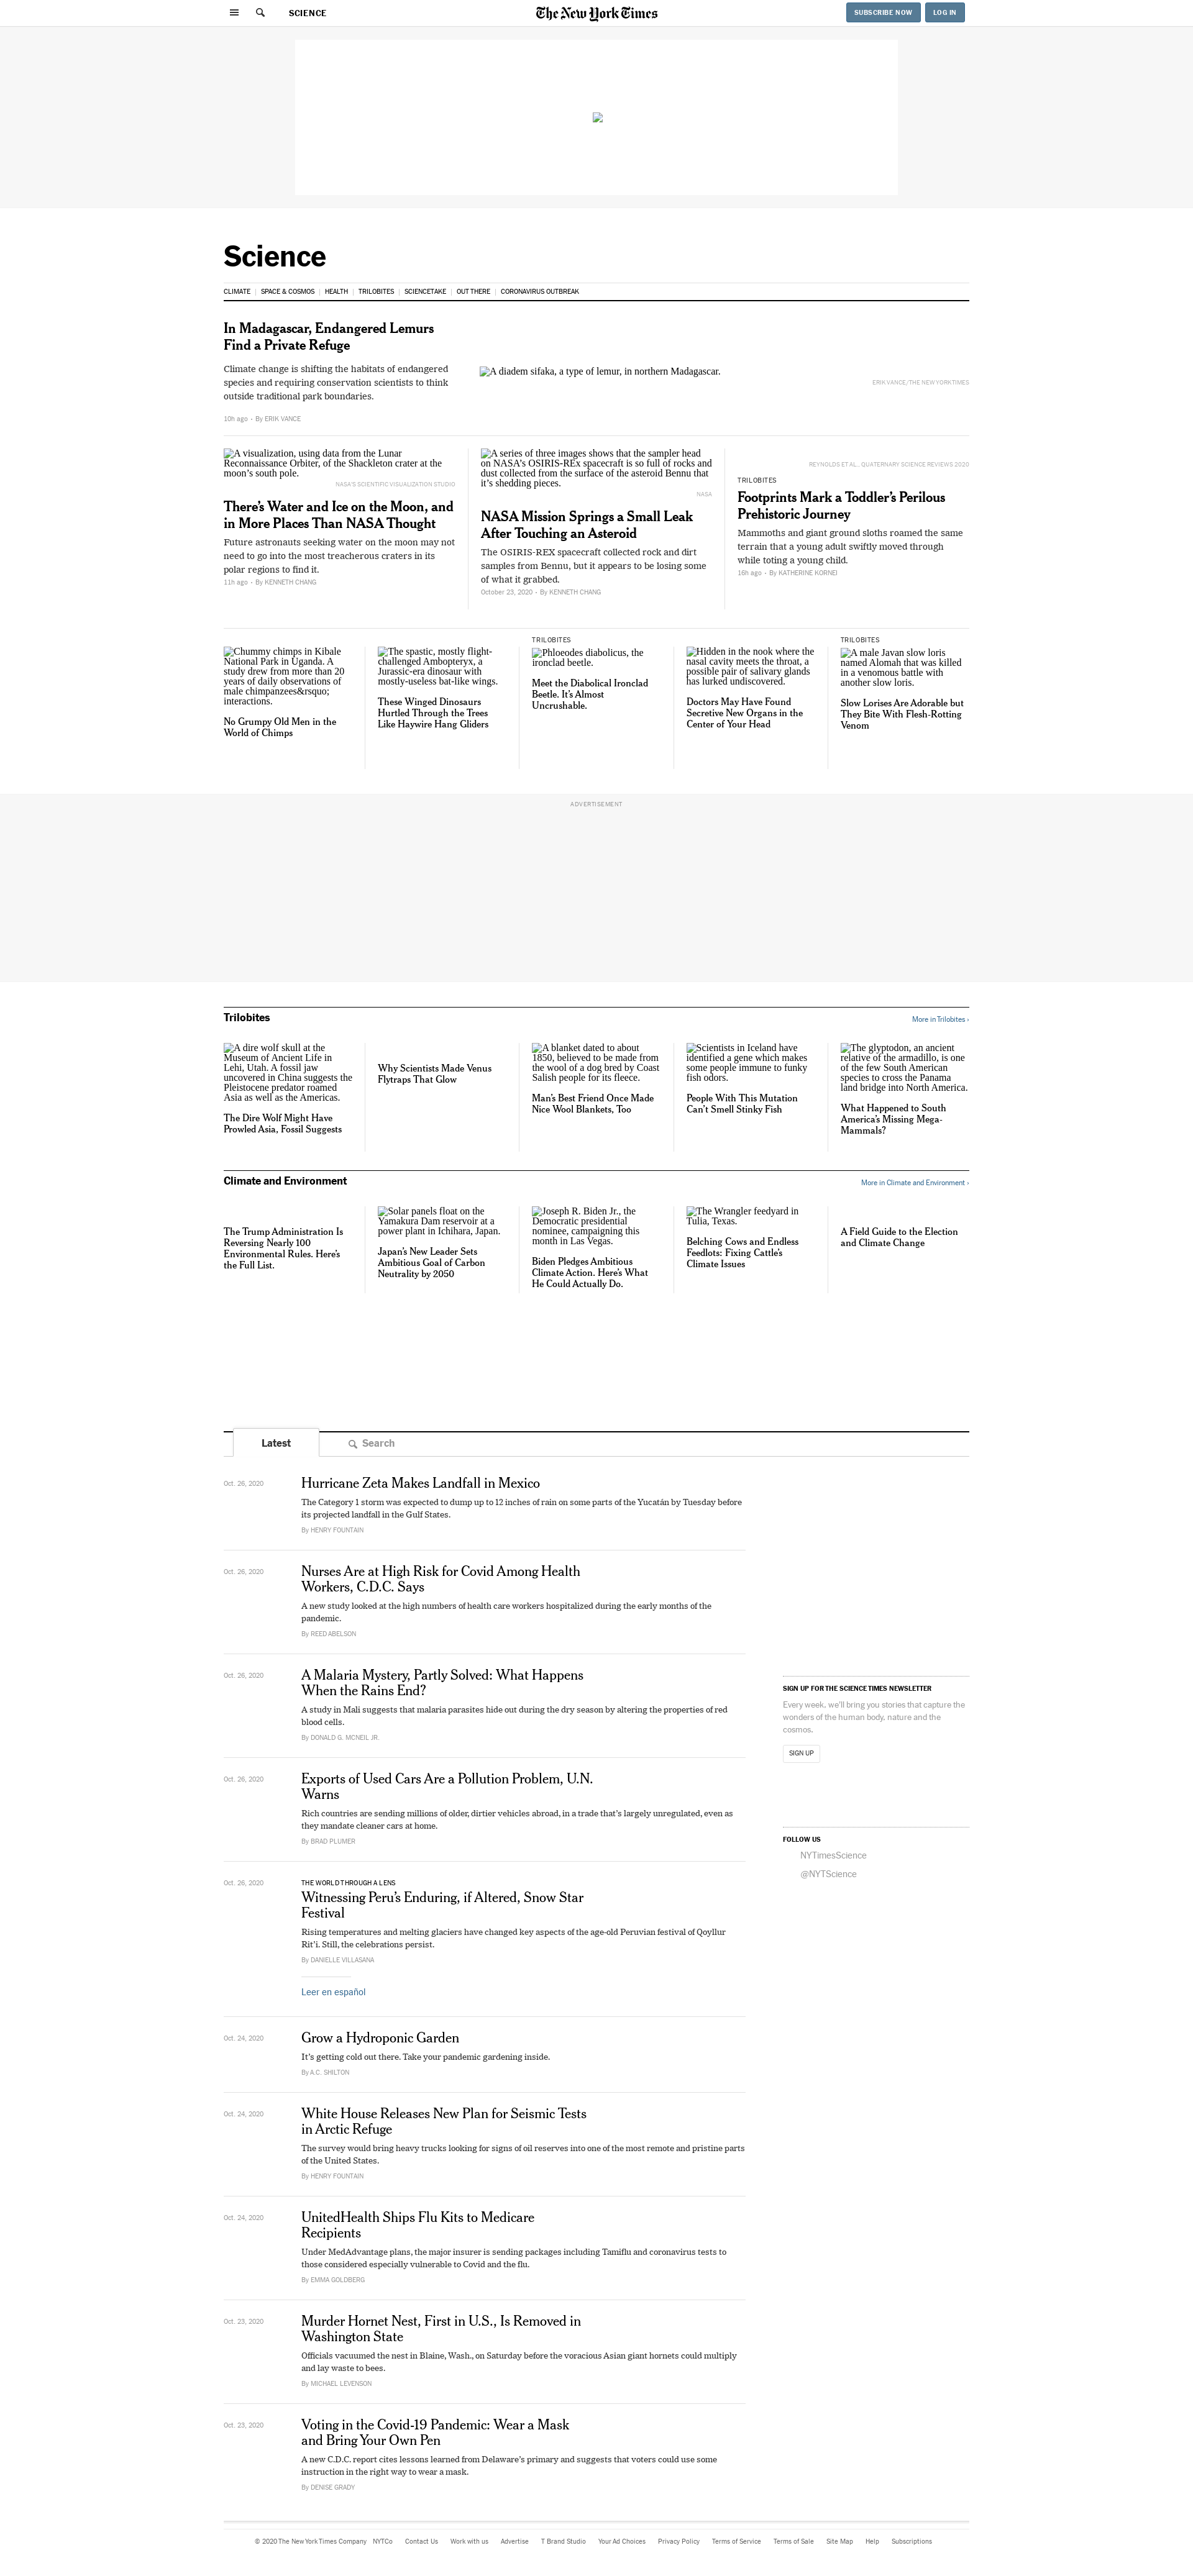 SCIENCE
The New York Times
SUBSCRIBE NOW
LOG IN
Science
CLIMATE
SPACE & COSMOS
HEALTH
TRILOBITES
SCIENCETAKE
OUT THERE
CORONAVIRUS OUTBREAK
In Madagascar, Endangered Lemurs
Find a Private Refuge
Climate change is shifting the habitats of endangered
species and requiring conservation scientists to think
outside traditional park boundaries.
10h ago - By ERIK VANCE
A diadem sifaka, a type of lemur, in northern Madagascar.
ERIK VANCE/THE NEW YORK TIMES
A visualization, using data from the Lunar
Reconnaissance Orbiter, of the Shackleton crater at the
moon's south pole.
NASA'S SCIENTIFIC VISUALIZATION STUDIO
There's Water and Ice on the Moon, and
in More Places Than NASA Thought
Future astronauts seeking water on the moon may not
need to go into the most treacherous craters in its
polar regions to find it.
11h ago - By KENNETH CHANG
A series of three images shows that the sampler head
on NASA's OSIRIS-REx spacecraft is so full of rocks and
dust collected from the surface of the asteroid Bennu that
it's shedding pieces.
NASA
NASA Mission Springs a Small Leak
After Touching an Asteroid
The OSIRIS-REX spacecraft collected rock and dirt
samples from Bennu, but it appears to be losing some
of what it grabbed.
October 23, 2020 - By KENNETH CHANG
REYNOLDS ET AL., QUATERNARY SCIENCE REVIEWS 2020
TRILOBITES
Footprints Mark a Toddler's Perilous
Prehistoric Journey
Mammoths and giant ground sloths roamed the same
terrain that a young adult swiftly moved through
while toting a young child.
16h ago - By KATHERINE KORNEI
Chummy chimps in Kibale
National Park in Uganda. A
study drew from more than 20
years of daily observations of
male chimpanzees&rsquo;
interactions.
No Grumpy Old Men in the
World of Chimps
The spastic, mostly flight-
challenged Ambopteryx, a
Jurassic-era dinosaur with
mostly-useless bat-like wings.
These Winged Dinosaurs
Hurtled Through the Trees
Like Haywire Hang Gliders
TRILOBITES
Phloeodes diabolicus, the
ironclad beetle.
Meet the Diabolical Ironclad
Beetle. It's Almost
Uncrushable.
Hidden in the nook where the
nasal cavity meets the throat, a
possible pair of salivary glands
has lurked undiscovered.
Doctors May Have Found
Secretive New Organs in the
Center of Your Head
TRILOBITES
A male Javan slow loris
named Alomah that was killed
in a venomous battle with
another slow loris.
Slow Lorises Are Adorable but
They Bite With Flesh-Rotting
Venom
ADVERTISEMENT
Trilobites
More in Trilobites ›
A dire wolf skull at the
Museum of Ancient Life in
Lehi, Utah. A fossil jaw
uncovered in China suggests the
Pleistocene predator roamed
Asia as well as the Americas.
The Dire Wolf Might Have
Prowled Asia, Fossil Suggests
Why Scientists Made Venus
Flytraps That Glow
A blanket dated to about
1850, believed to be made from
the wool of a dog bred by Coast
Salish people for its fleece.
Man's Best Friend Once Made
Nice Wool Blankets, Too
Scientists in Iceland have
identified a gene which makes
some people immune to funky
fish odors.
People With This Mutation
Can't Smell Stinky Fish
The glyptodon, an ancient
relative of the armadillo, is one
of the few South American
species to cross the Panama
land bridge into North America.
What Happened to South
America's Missing Mega-
Mammals?
Climate and Environment
More in Climate and Environment ›
The Trump Administration Is
Reversing Nearly 100
Environmental Rules. Here's
the Full List.
Solar panels float on the
Yamakura Dam reservoir at a
power plant in Ichihara, Japan.
Japan's New Leader Sets
Ambitious Goal of Carbon
Neutrality by 2050
Joseph R. Biden Jr., the
Democratic presidential
nominee, campaigning this
month in Las Vegas.
Biden Pledges Ambitious
Climate Action. Here's What
He Could Actually Do.
The Wrangler feedyard in
Tulia, Texas.
Belching Cows and Endless
Feedlots: Fixing Cattle's
Climate Issues
A Field Guide to the Election
and Climate Change
Latest
Search
Oct. 26, 2020
Hurricane Zeta Makes Landfall in Mexico
The Category 1 storm was expected to dump up to 12 inches of rain on some parts of the Yucatán by Tuesday before
its projected landfall in the Gulf States.
By HENRY FOUNTAIN
Oct. 26, 2020
Nurses Are at High Risk for Covid Among Health
Workers, C.D.C. Says
A new study looked at the high numbers of health care workers hospitalized during the early months of the
pandemic.
By REED ABELSON
Oct. 26, 2020
A Malaria Mystery, Partly Solved: What Happens
When the Rains End?
A study in Mali suggests that malaria parasites hide out during the dry season by altering the properties of red
blood cells.
By DONALD G. MCNEIL JR.
Oct. 26, 2020
Exports of Used Cars Are a Pollution Problem, U.N.
Warns
Rich countries are sending millions of older, dirtier vehicles abroad, in a trade that's largely unregulated, even as
they mandate cleaner cars at home.
By BRAD PLUMER
Oct. 26, 2020
THE WORLD THROUGH A LENS
Witnessing Peru's Enduring, if Altered, Snow Star
Festival
Rising temperatures and melting glaciers have changed key aspects of the age-old Peruvian festival of Qoyllur
Rit'i. Still, the celebrations persist.
By DANIELLE VILLASANA
Leer en español
Oct. 24, 2020
Grow a Hydroponic Garden
It's getting cold out there. Take your pandemic gardening inside.
By A.C. SHILTON
Oct. 24, 2020
White House Releases New Plan for Seismic Tests
in Arctic Refuge
The survey would bring heavy trucks looking for signs of oil reserves into one of the most remote and pristine parts
of the United States.
By HENRY FOUNTAIN
Oct. 24, 2020
UnitedHealth Ships Flu Kits to Medicare
Recipients
Under MedAdvantage plans, the major insurer is sending packages including Tamiflu and coronavirus tests to
those considered especially vulnerable to Covid and the flu.
By EMMA GOLDBERG
Oct. 23, 2020
Murder Hornet Nest, First in U.S., Is Removed in
Washington State
Officials vacuumed the nest in Blaine, Wash., on Saturday before the voracious Asian giant hornets could multiply
and lay waste to bees.
By MICHAEL LEVENSON
Oct. 23, 2020
Voting in the Covid-19 Pandemic: Wear a Mask
and Bring Your Own Pen
A new C.D.C. report cites lessons learned from Delaware's primary and suggests that voters could use some
instruction in the right way to wear a mask.
By DENISE GRADY
SIGN UP FOR THE SCIENCE TIMES NEWSLETTER
Every week, we'll bring you stories that capture the
wonders of the human body, nature and the
cosmos.
SIGN UP
FOLLOW US
NYTimesScience
@NYTScience
© 2020 The New York Times Company
NYTCo
Contact Us
Work with us
Advertise
T Brand Studio
Your Ad Choices
Privacy Policy
Terms of Service
Terms of Sale
Site Map
Help
Subscriptions